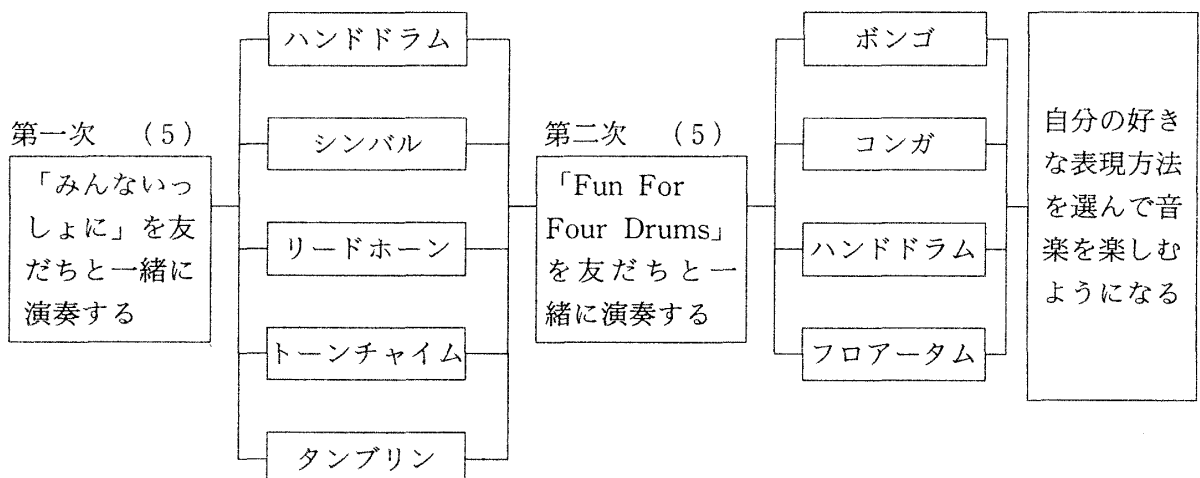 第一次 (5)
「みんないっ
しょに」を友
だちと一緒に
演奏する
ハンドドラム
シンバル
リードホーン
トーンチャイム
タンブリン
第二次 (5)
「Fun For
Four Drums」
を友だちと一
緒に演奏する
ボンゴ
コンガ
ハンドドラム
フロアータム
自分の好き
な表現方法
を選んで音
楽を楽しむ
ようになる